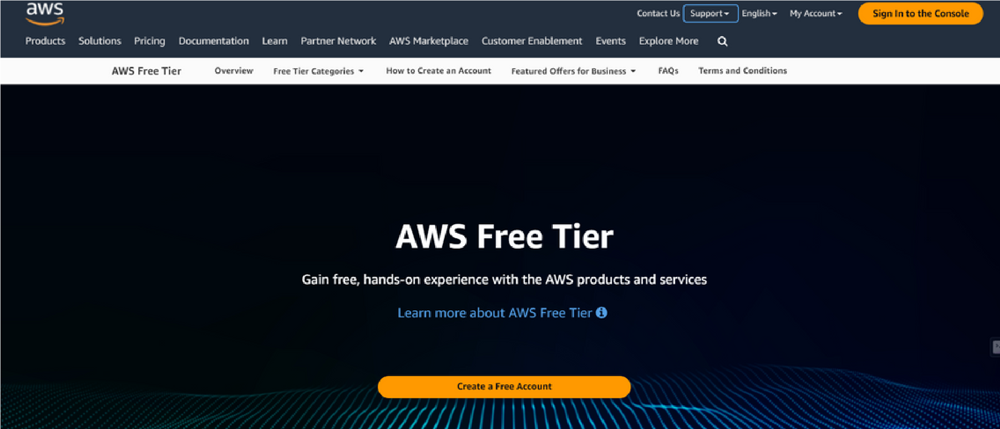 aws
Contact Us Support English My Account Sign In to the Console
Products Solutions Pricing Documentation Learn Partner Network AWS Marketplace Customer Enablement Events Explore More
AWS Free Tier Overview Free Tier Categories How to Create an Account Featured Offers for Business FAQs Terms and Conditions
AWS Free Tier
Gain free, hands-on experience with the AWS products and services
Learn more about AWS Free Tier
Create a Free Account